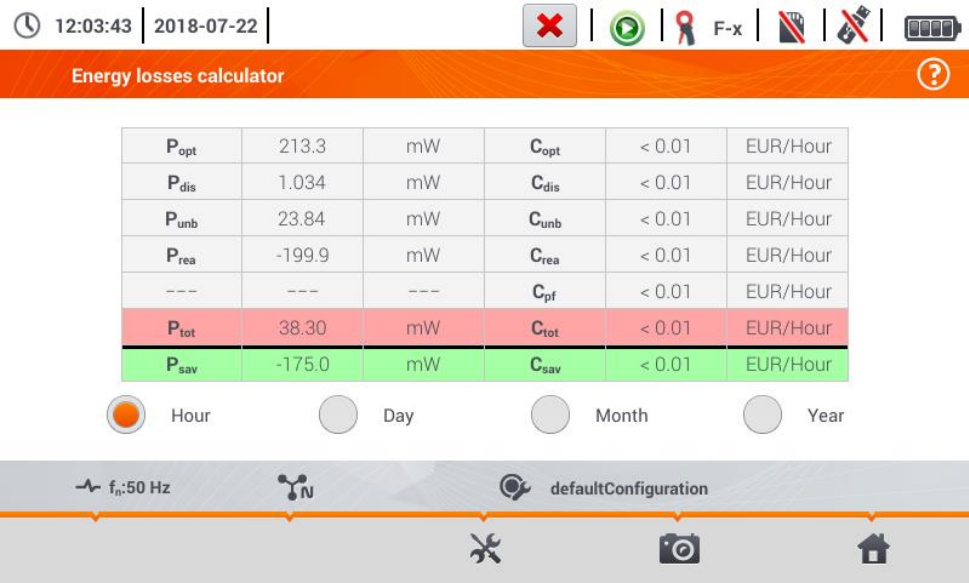 12:03:43 2018-07-22 F-x
Energy losses calculator ?
Popt 213.3 mW Copt < 0.01 EUR/Hour
Pdis 1.034 mW Cdis < 0.01 EUR/Hour
Punb 23.84 mW Cunb < 0.01 EUR/Hour
Prea -199.9 mW Crea < 0.01 EUR/Hour
--- --- --- Cpf < 0.01 EUR/Hour
Ptot 38.30 mW Ctot < 0.01 EUR/Hour
Psav -175.0 mW Csav < 0.01 EUR/Hour
Hour Day Month Year
fn:50 Hz N defaultConfiguration